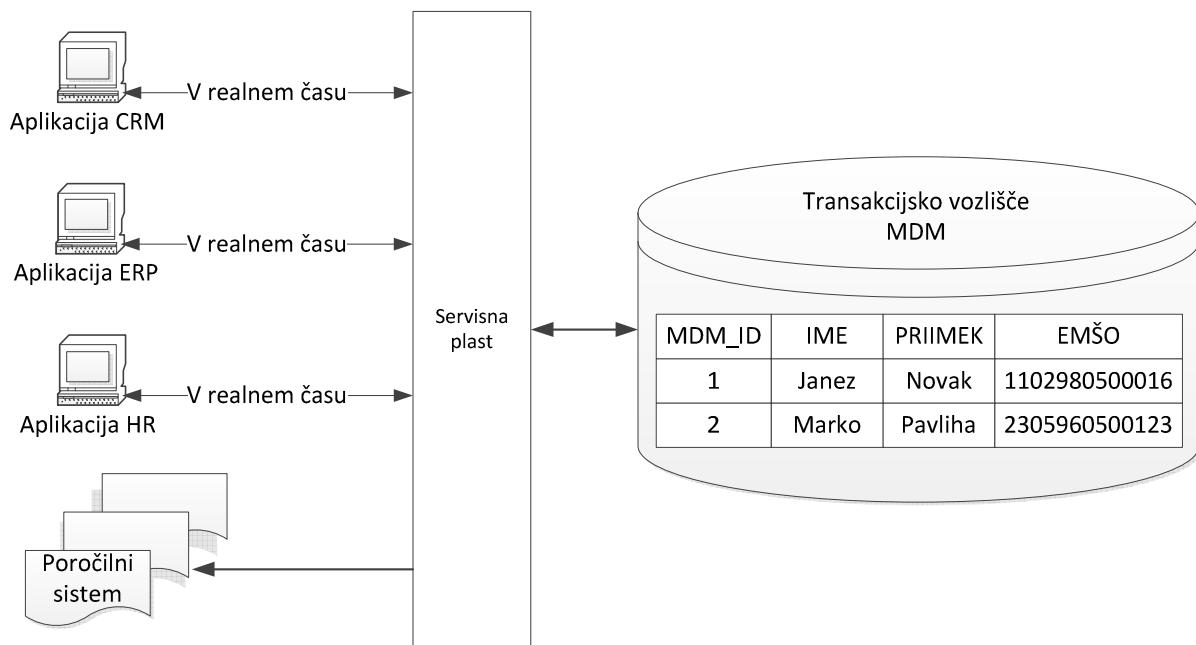 V realnem času
Aplikacija CRM
V realnem času
Aplikacija ERP
V realnem času
Aplikacija HR
Poročilni
sistem
Servisna
plast
Transakcijsko vozlišče
MDM
MDM_ID IME PRIIMEK EMŠO
1 Janez Novak 1102980500016
2 Marko Pavliha 2305960500123